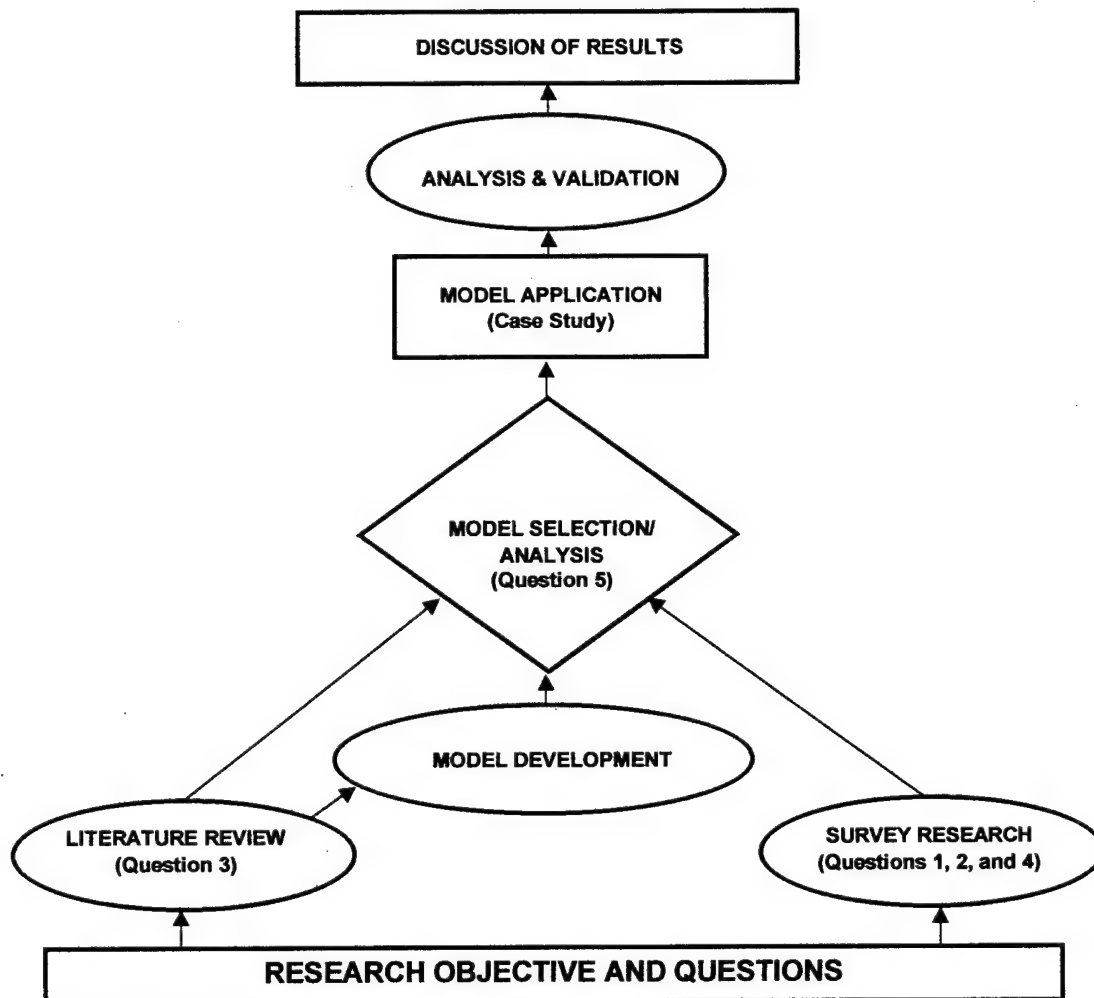 DISCUSSION OF RESULTS
ANALYSIS & VALIDATION
MODEL APPLICATION
(Case Study)
MODEL SELECTION/
ANALYSIS
(Question 5)
MODEL DEVELOPMENT
LITERATURE REVIEW
(Question 3)
SURVEY RESEARCH
(Questions 1, 2, and 4)
RESEARCH OBJECTIVE AND QUESTIONS